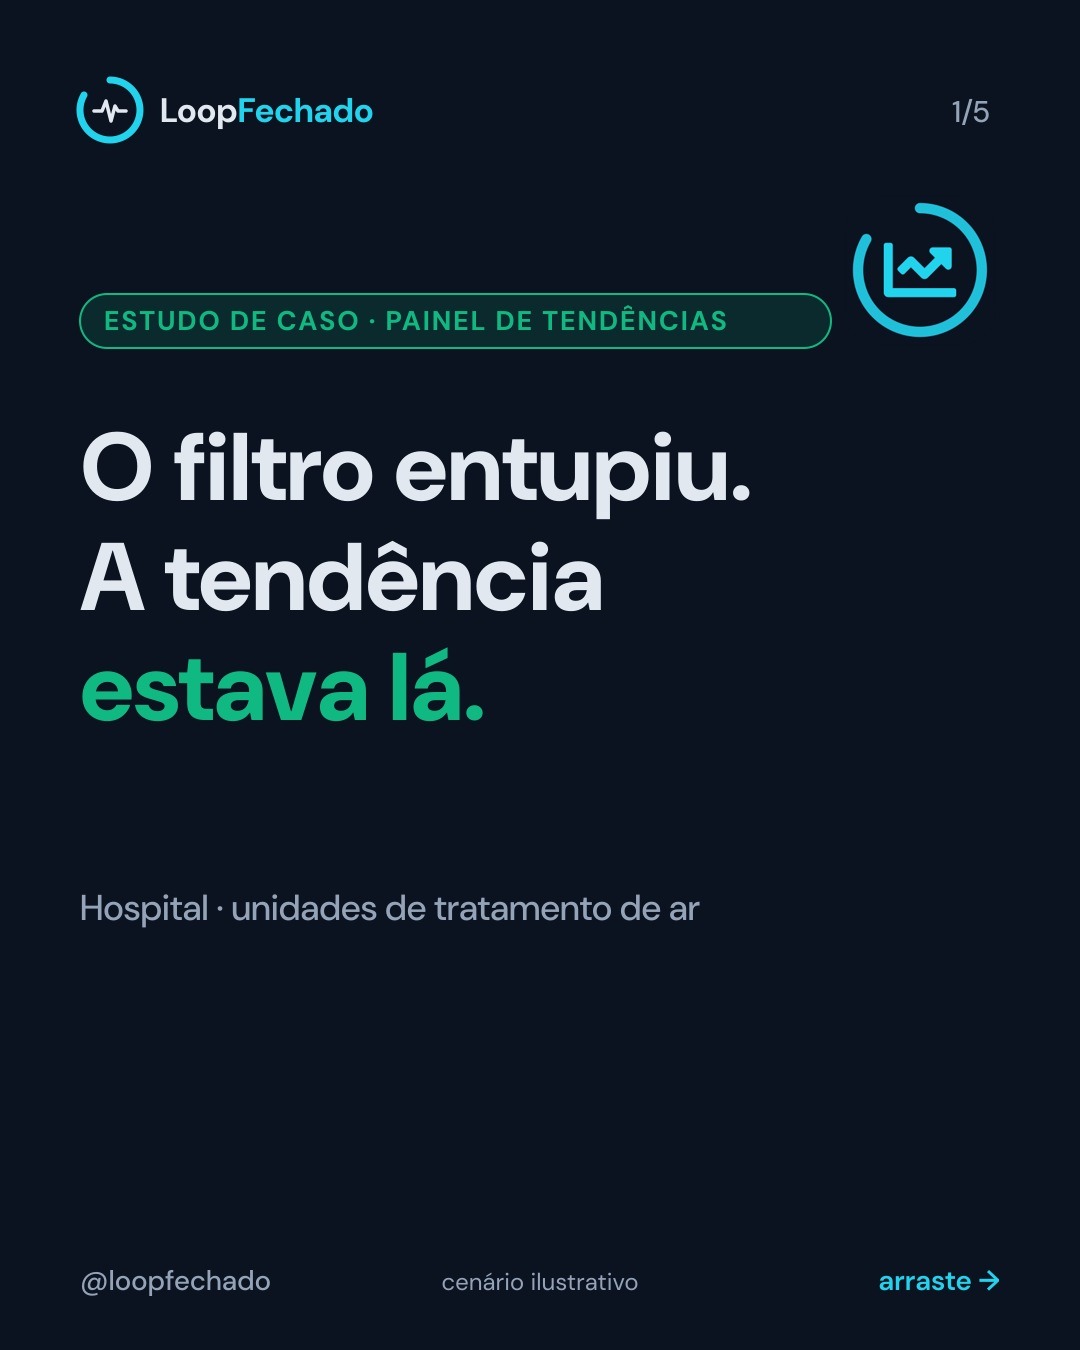 LoopFechado
1/5
ESTUDO DE CASO · PAINEL DE TENDÊNCIAS
O filtro entupiu.
A tendência
estava lá.
Hospital · unidades de tratamento de ar
@loopfechado
cenário ilustrativo
arraste →